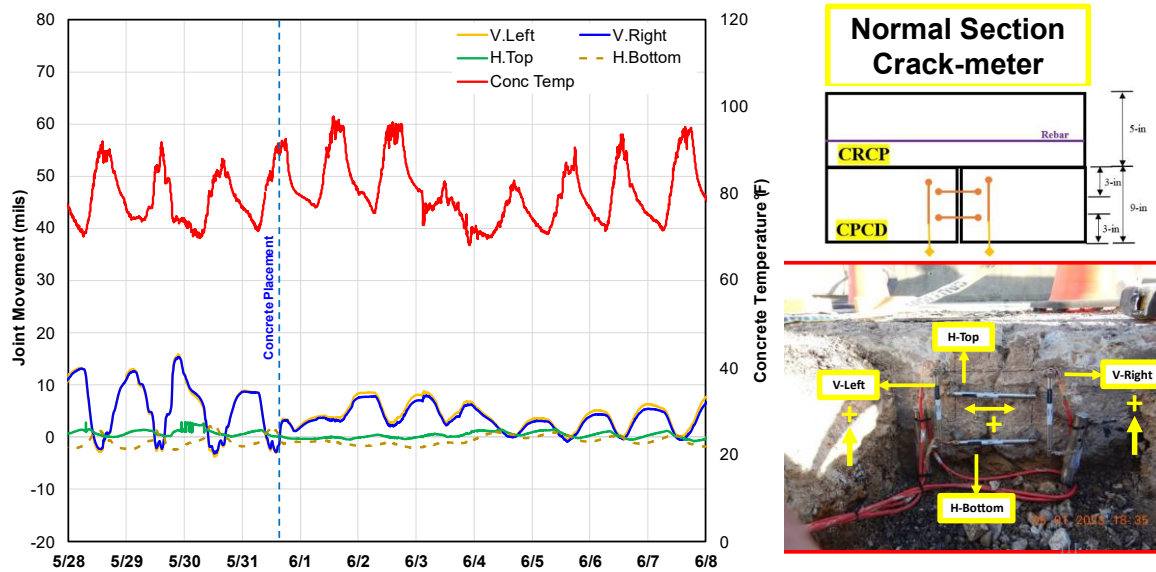 80
70
60
50
40
30
20
10
0
-10
-20
Joint Movement (mils)
V.Left
V.Right
H.Top
H.Bottom
Conc Temp
Concrete Placement
120
100
80
60
40
20
0
Concrete Temperature (°F)
5/28
5/29
5/30
5/31
6/1
6/2
6/3
6/4
6/5
6/6
6/7
6/8
Normal Section
Crack-meter
Rebar
CRCP
CPCD
5-in
3-in
9-in
3-in
H-Top
V-Left
V-Right
+
+
+
H-Bottom